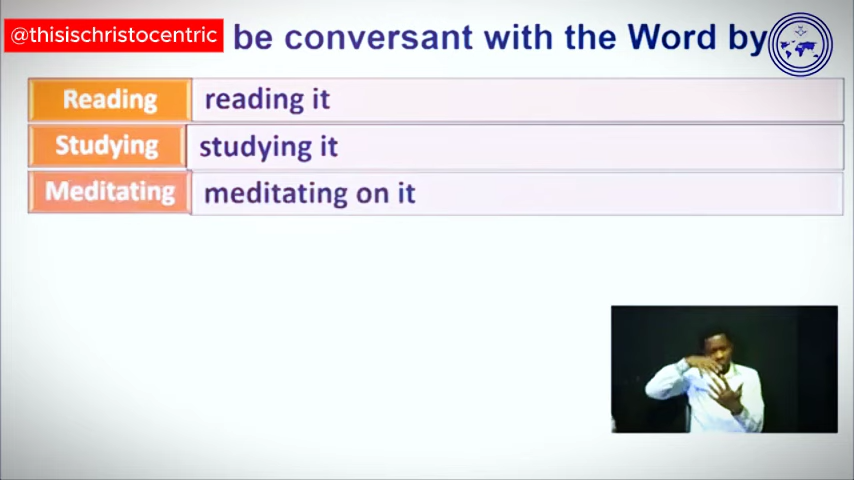 @thisischristocentric be conversant with the Word by
Reading reading it
Studying studying it
Meditating meditating on it